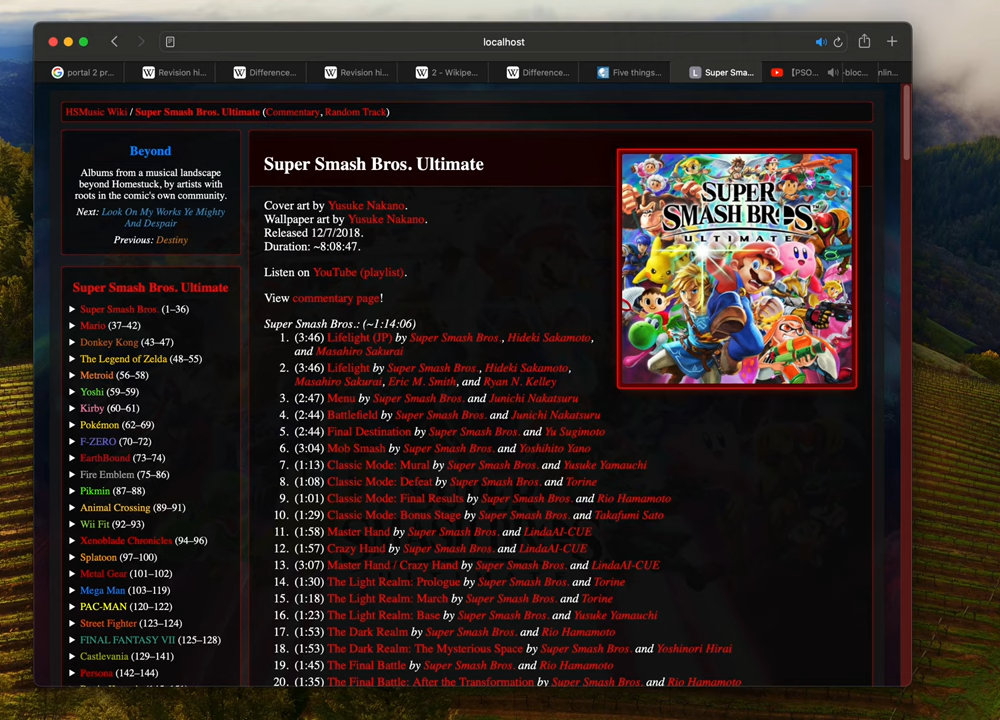 localhost
portal 2 pr...
Revision hi...
Difference...
Revision hi...
2 - Wikipe...
Difference...
Five things...
L Super Sma...
【PSO...
-bloc...
nlin...
HSMusic Wiki / Super Smash Bros. Ultimate (Commentary, Random Track)
Beyond
Albums from a musical landscape
beyond Homestuck, by artists with
roots in the comic's own community.
Next: Look On My Works Ye Mighty
And Despair
Previous: Destiny
Super Smash Bros. Ultimate
Super Smash Bros. (1–36)
Mario (37–42)
Donkey Kong (43–47)
The Legend of Zelda (48–55)
Metroid (56–58)
Yoshi (59–59)
Kirby (60–61)
Pokémon (62–69)
F-ZERO (70–72)
EarthBound (73–74)
Fire Emblem (75–86)
Pikmin (87–88)
Animal Crossing (89–91)
Wii Fit (92–93)
Xenoblade Chronicles (94–96)
Splatoon (97–100)
Metal Gear (101–102)
Mega Man (103–119)
PAC-MAN (120–122)
Street Fighter (123–124)
FINAL FANTASY VII (125–128)
Castlevania (129–141)
Persona (142–144)
Super Smash Bros. Ultimate
Cover art by Yusuke Nakano.
Wallpaper art by Yusuke Nakano.
Released 12/7/2018.
Duration: ~8:08:47.
Listen on YouTube (playlist).
View commentary page!
Super Smash Bros.: (~1:14:06)
1. (3:46) Lifelight (JP) by Super Smash Bros., Hideki Sakamoto,
and Masahiro Sakurai
2. (3:46) Lifelight by Super Smash Bros., Hideki Sakamoto,
Masahiro Sakurai, Eric M. Smith, and Ryan N. Kelley
3. (2:47) Menu by Super Smash Bros. and Junichi Nakatsuru
4. (2:44) Battlefield by Super Smash Bros. and Junichi Nakatsuru
5. (2:44) Final Destination by Super Smash Bros. and Yu Sugimoto
6. (3:04) Mob Smash by Super Smash Bros. and Yoshihito Yano
7. (1:13) Classic Mode: Mural by Super Smash Bros. and Yusuke Yamauchi
8. (1:08) Classic Mode: Defeat by Super Smash Bros. and Torine
9. (1:01) Classic Mode: Final Results by Super Smash Bros. and Rio Hamamoto
10. (1:29) Classic Mode: Bonus Stage by Super Smash Bros. and Takafumi Sato
11. (1:58) Master Hand by Super Smash Bros. and LindaAI-CUE
12. (1:57) Crazy Hand by Super Smash Bros. and LindaAI-CUE
13. (3:07) Master Hand / Crazy Hand by Super Smash Bros. and LindaAI-CUE
14. (1:30) The Light Realm: Prologue by Super Smash Bros. and Torine
15. (1:18) The Light Realm: March by Super Smash Bros. and Torine
16. (1:23) The Light Realm: Base by Super Smash Bros. and Yusuke Yamauchi
17. (1:53) The Dark Realm by Super Smash Bros. and Rio Hamamoto
18. (1:53) The Dark Realm: The Mysterious Space by Super Smash Bros. and Yoshinori Hirai
19. (1:45) The Final Battle by Super Smash Bros. and Rio Hamamoto
20. (1:35) The Final Battle: After the Transformation by Super Smash Bros. and Rio Hamamoto
SUPER
SMASH BROS.
ULTIMATE